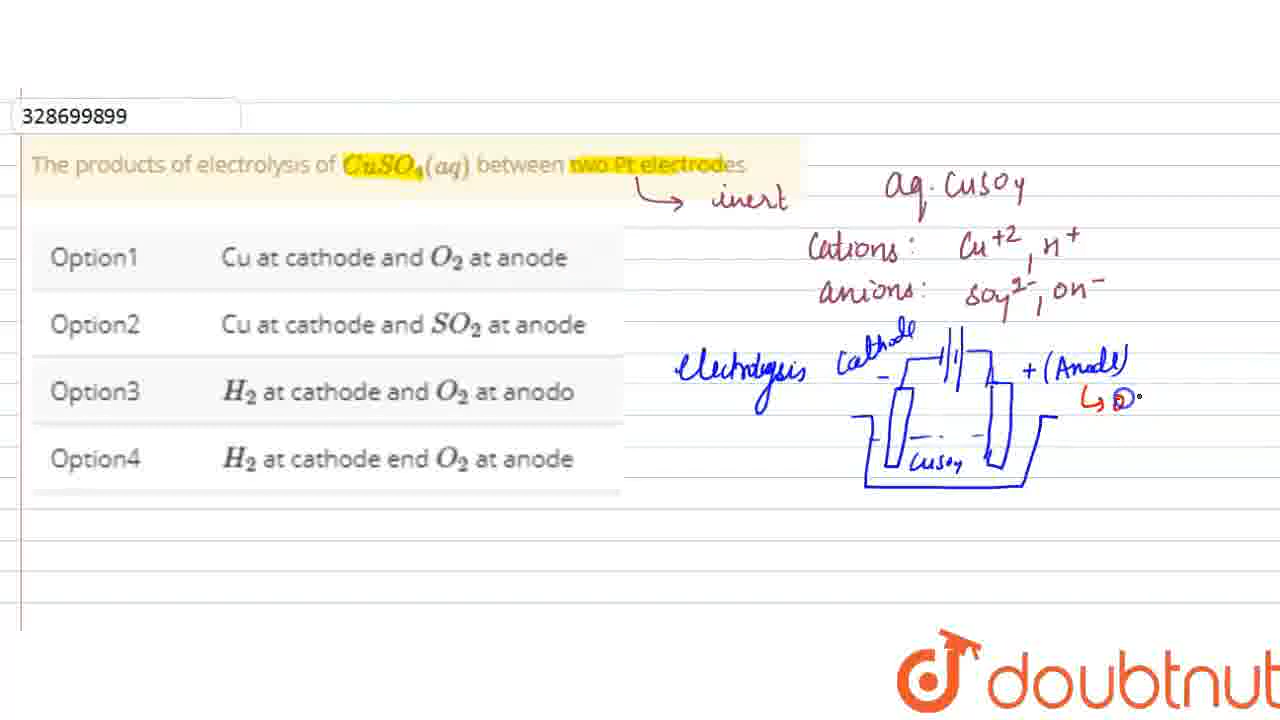 328699899
The products of electrolysis of CuSO₄(aq) between two Pt electrodes
inert
aq. CuSO4
Option1 Cu at cathode and O₂ at anode
Option2 Cu at cathode and SO₂ at anode
Option3 H₂ at cathode and O₂ at anodo
Option4 H₂ at cathode end O₂ at anode
Cations: Cu⁺², H⁺
anions: SO4²⁻, OH⁻
electrolysis
Cathode
−
+ (Anode)
CuSO4
doubtnut